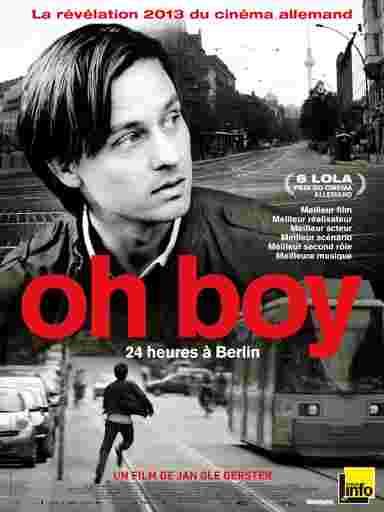 La révélation 2013 du cinéma allemand
6 LOLA
PRIX DU CINÉMA
ALLEMAND
Meilleur film
Meilleur réalisateur
Meilleur acteur
Meilleur scénario
Meilleur second rôle
Meilleure musique
oh boy
24 heures à Berlin
UN FILM DE JAN OLE GERSTER
info